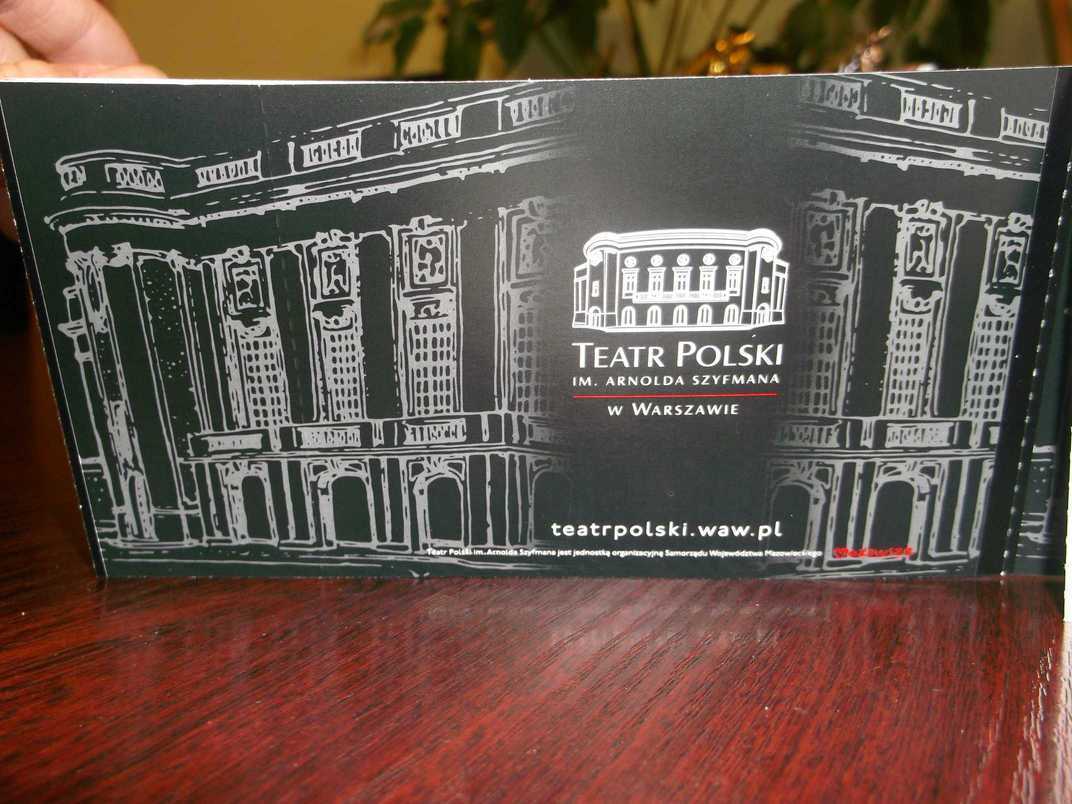 TEATR POLSKI
IM. ARNOLDA SZYFMANA
W WARSZAWIE
teatrpolski.waw.pl
Teatr Polski im. Arnolda Szyfmana jest jednostką organizacyjną Samorządu Województwa Mazowieckiego
Mazowsze